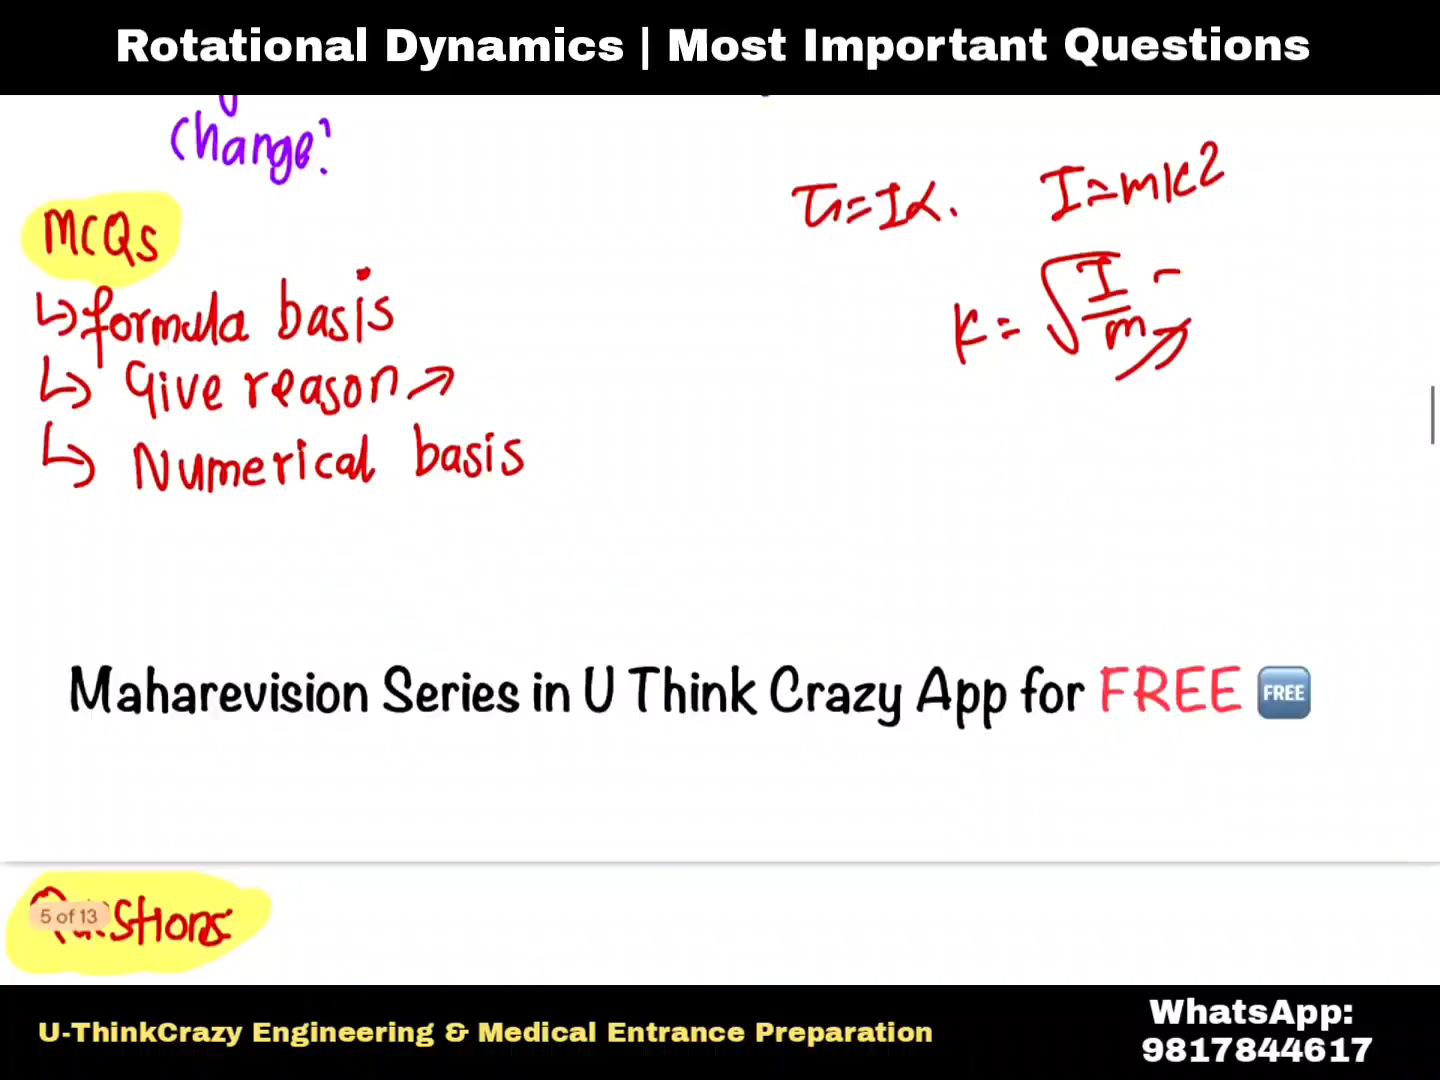 Rotational Dynamics | Most Important Questions
change?
MCQs
↳ formula basis
↳ Give reason ↗
↳ Numerical basis
τ = Iα. I = mk²
K = √(I/m)
Maharevision Series in U Think Crazy App for FREE FREE
Questions
5 of 13
U-ThinkCrazy Engineering & Medical Entrance Preparation
WhatsApp:
9817844617